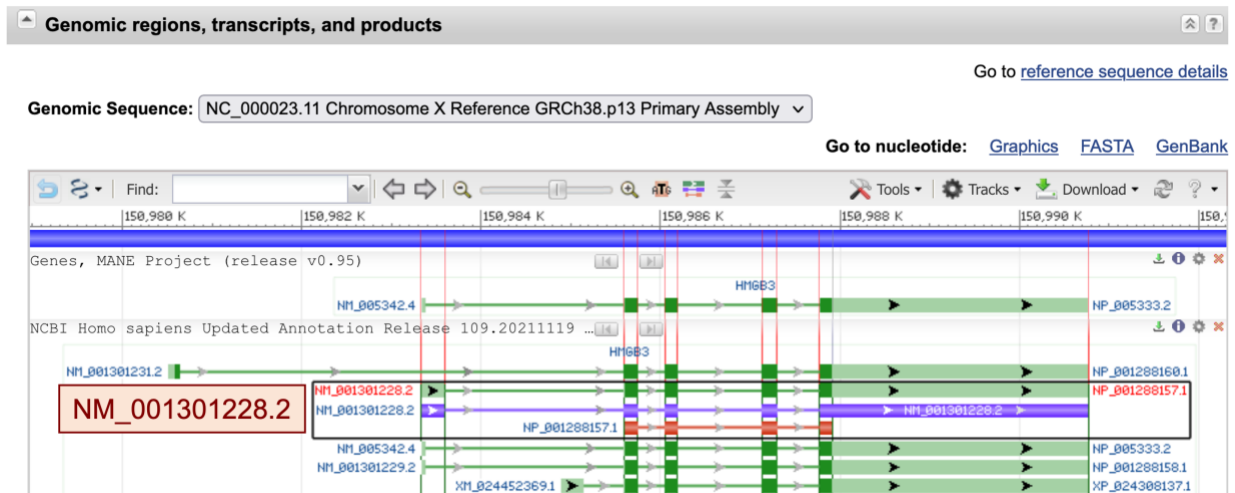 Genomic regions, transcripts, and products
?
Go to reference sequence details
Genomic Sequence: NC_000023.11 Chromosome X Reference GRCh38.p13 Primary Assembly
Go to nucleotide: Graphics FASTA GenBank
Find: ATG Tools Tracks Download ?
150,980 K 150,982 K 150,984 K 150,986 K 150,988 K 150,990 K 150,
Genes, MANE Project (release v0.95)
HMGB3
NM_005342.4 NP_005333.2
NCBI Homo sapiens Updated Annotation Release 109.20211119 …
HMGB3
NM_001301231.2 NP_001288160.1
NM_001301228.2 NP_001288157.1
NM_001301228.2
NM_001301228.2 NM_001301228.2
NP_001288157.1
NM_005342.4 NP_005333.2
NM_001301229.2 NP_001288158.1
XM_024452369.1 XP_024308137.1